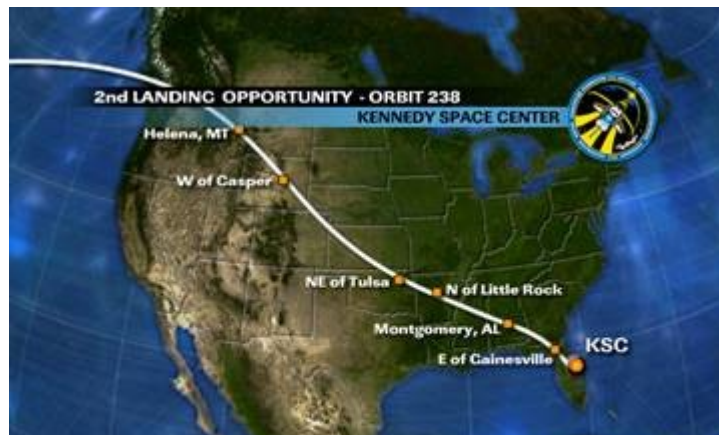 2nd LANDING OPPORTUNITY - ORBIT 238
KENNEDY SPACE CENTER
Helena, MT
W of Casper
NE of Tulsa
N of Little Rock
Montgomery, AL
KSC
E of Gainesville